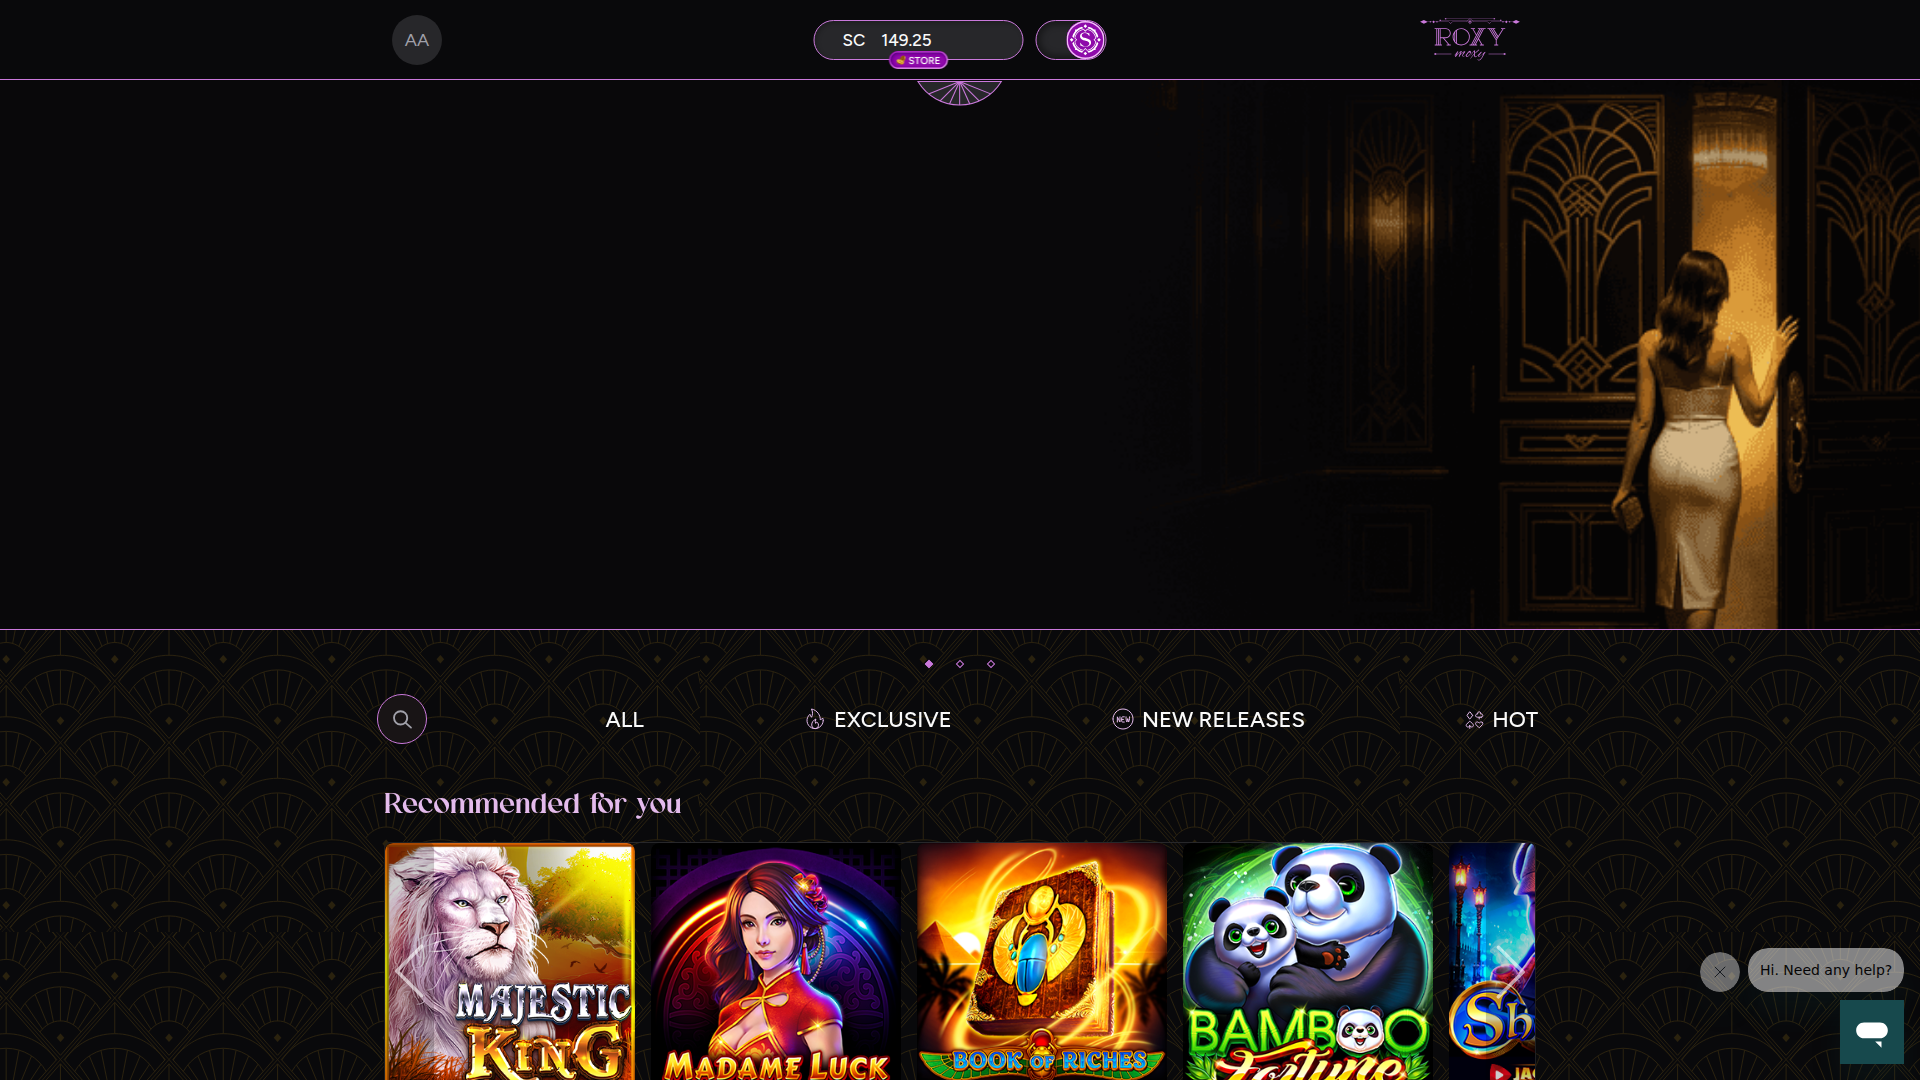 AA
SC 149.25
STORE
S
ROXY
moxy
ALL
EXCLUSIVE
NEW
NEW RELEASES
HOT
Recommended for you
MAJESTIC
KING
MADAME LUCK
BOOK OF RICHES
BAMBOO
Fortune
Sh
JAC
Hi. Need any help?